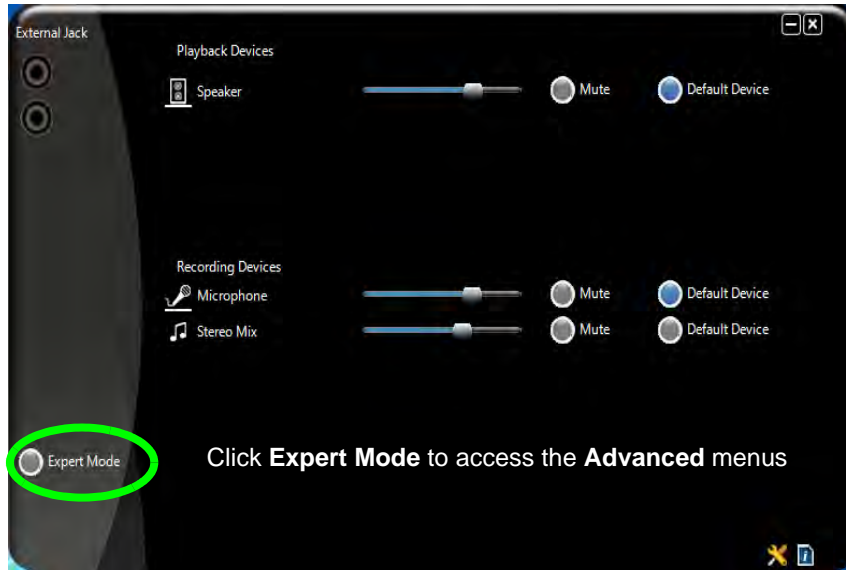 External Jack
Playback Devices
Speaker Mute Default Device
Recording Devices
Microphone Mute Default Device
Stereo Mix Mute Default Device
Expert Mode
Click Expert Mode to access the Advanced menus